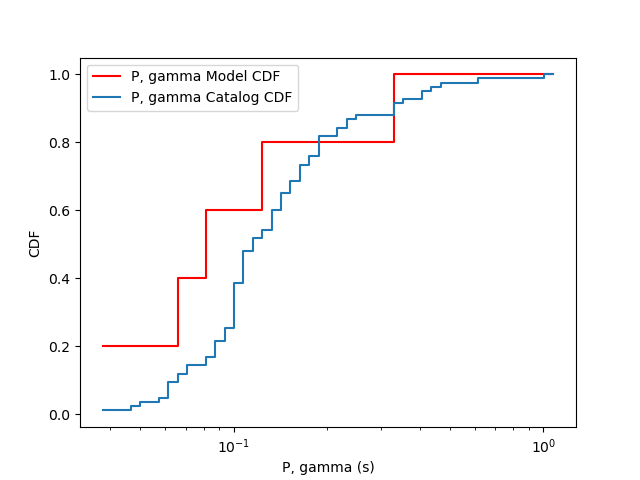 P, gamma Model CDF
P, gamma Catalog CDF
1.0
0.8
0.6
0.4
0.2
0.0
CDF
10⁻¹ 10⁰
P, gamma (s)